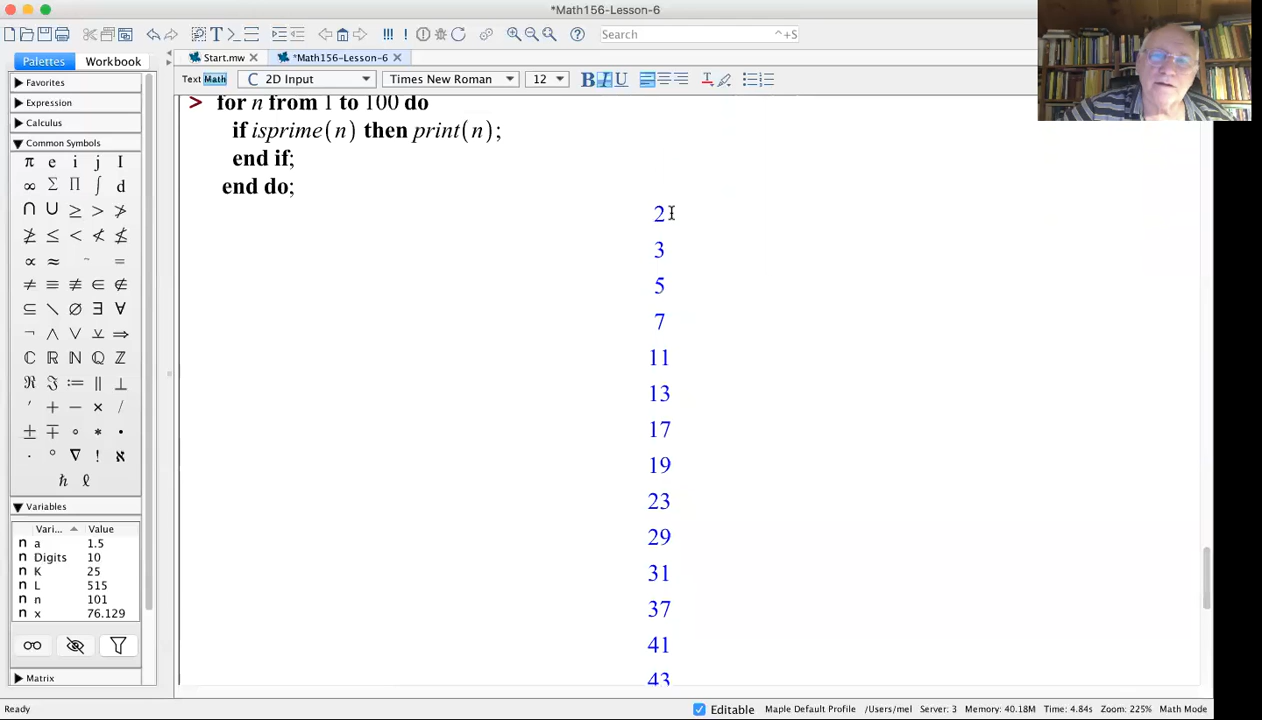 *Math156-Lesson-6
Search
^+S
Palettes
Workbook
Start.mw
*Math156-Lesson-6
Text
Math
C 2D Input
Times New Roman
12
B I U
Favorites
Expression
Calculus
Common Symbols
π e i j I
∞ Σ Π ∫ d
∩ ∪ ≥ > ≯
≱ ≤ < ≮ ≰
∝ ≈ ~ =
≠ ≡ ≢ ∈ ∉
⊆ \ ∅ ∃ ∀
¬ ∧ ∨ ⊻ ⇒
ℂ ℝ ℕ ℚ ℤ
ℜ ℑ := ∥ ⊥
′ + − × /
± ∓ ∘ * •
· ° ∇ ! ℵ
ℏ ℓ
Variables
Vari... Value
n a 1.5
n Digits 10
n K 25
n L 515
n n 101
n x 76.129
Matrix
> for n from 1 to 100 do
if isprime(n) then print(n);
end if;
end do;
2
3
5
7
11
13
17
19
23
29
31
37
41
43
Ready
Editable
Maple Default Profile
/Users/mel
Server: 3
Memory: 40.18M
Time: 4.84s
Zoom: 225%
Math Mode